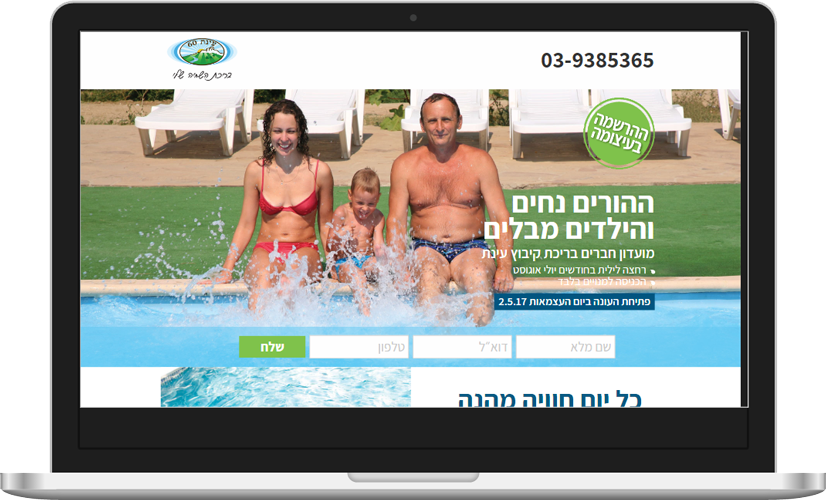 עינת 60
בריכת השחיה שלי
03-9385365
ההרשמה
בעיצומה
ההורים נחים
והילדים מבלים
מועדון חברים בריכת קיבוץ עינת
רחצה לילית בחודשים יולי אוגוסט
הכניסה למנויים בלבד
פתיחת העונה ביום העצמאות 2.5.17
שם מלא
דוא״ל
טלפון
שלח
כל יום חוויה מהנה